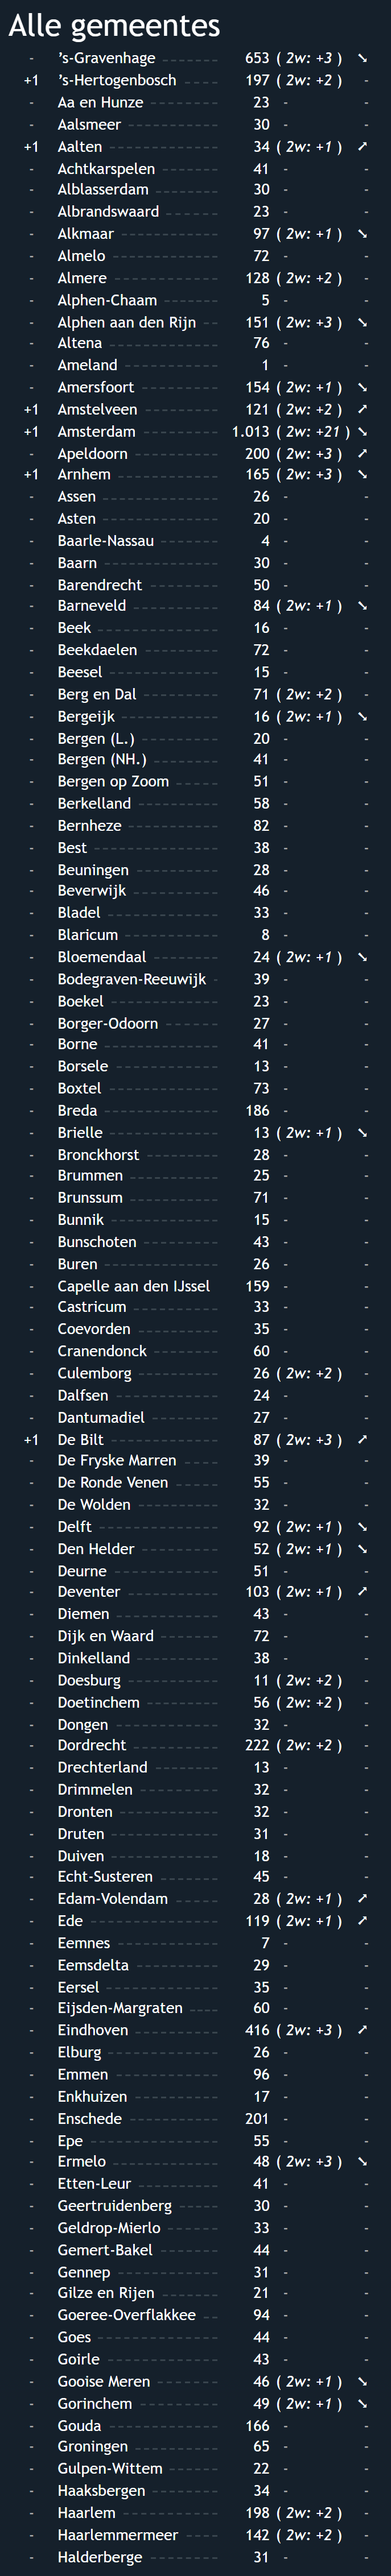 Alle gemeentes
- ’s-Gravenhage 653 ( 2w: +3 ) ↘
+1 ’s-Hertogenbosch 197 ( 2w: +2 ) -
- Aa en Hunze 23 - -
- Aalsmeer 30 - -
+1 Aalten 34 ( 2w: +1 ) ↗
- Achtkarspelen 41 - -
- Alblasserdam 30 - -
- Albrandswaard 23 - -
- Alkmaar 97 ( 2w: +1 ) ↘
- Almelo 72 - -
- Almere 128 ( 2w: +2 ) -
- Alphen-Chaam 5 - -
- Alphen aan den Rijn 151 ( 2w: +3 ) ↘
- Altena 76 - -
- Ameland 1 - -
- Amersfoort 154 ( 2w: +1 ) ↘
+1 Amstelveen 121 ( 2w: +2 ) ↗
+1 Amsterdam 1.013 ( 2w: +21 ) ↘
- Apeldoorn 200 ( 2w: +3 ) ↗
+1 Arnhem 165 ( 2w: +3 ) ↘
- Assen 26 - -
- Asten 20 - -
- Baarle-Nassau 4 - -
- Baarn 30 - -
- Barendrecht 50 - -
- Barneveld 84 ( 2w: +1 ) ↘
- Beek 16 - -
- Beekdaelen 72 - -
- Beesel 15 - -
- Berg en Dal 71 ( 2w: +2 ) -
- Bergeijk 16 ( 2w: +1 ) ↘
- Bergen (L.) 20 - -
- Bergen (NH.) 41 - -
- Bergen op Zoom 51 - -
- Berkelland 58 - -
- Bernheze 82 - -
- Best 38 - -
- Beuningen 28 - -
- Beverwijk 46 - -
- Bladel 33 - -
- Blaricum 8 - -
- Bloemendaal 24 ( 2w: +1 ) ↘
- Bodegraven-Reeuwijk 39 - -
- Boekel 23 - -
- Borger-Odoorn 27 - -
- Borne 41 - -
- Borsele 13 - -
- Boxtel 73 - -
- Breda 186 - -
- Brielle 13 ( 2w: +1 ) ↘
- Bronckhorst 28 - -
- Brummen 25 - -
- Brunssum 71 - -
- Bunnik 15 - -
- Bunschoten 43 - -
- Buren 26 - -
- Capelle aan den IJssel 159 - -
- Castricum 33 - -
- Coevorden 35 - -
- Cranendonck 60 - -
- Culemborg 26 ( 2w: +2 ) -
- Dalfsen 24 - -
- Dantumadiel 27 - -
+1 De Bilt 87 ( 2w: +3 ) ↗
- De Fryske Marren 39 - -
- De Ronde Venen 55 - -
- De Wolden 32 - -
- Delft 92 ( 2w: +1 ) ↘
- Den Helder 52 ( 2w: +1 ) ↘
- Deurne 51 - -
- Deventer 103 ( 2w: +1 ) ↗
- Diemen 43 - -
- Dijk en Waard 72 - -
- Dinkelland 38 - -
- Doesburg 11 ( 2w: +2 ) -
- Doetinchem 56 ( 2w: +2 ) -
- Dongen 32 - -
- Dordrecht 222 ( 2w: +2 ) -
- Drechterland 13 - -
- Drimmelen 32 - -
- Dronten 32 - -
- Druten 31 - -
- Duiven 18 - -
- Echt-Susteren 45 - -
- Edam-Volendam 28 ( 2w: +1 ) ↗
- Ede 119 ( 2w: +1 ) ↗
- Eemnes 7 - -
- Eemsdelta 29 - -
- Eersel 35 - -
- Eijsden-Margraten 60 - -
- Eindhoven 416 ( 2w: +3 ) ↗
- Elburg 26 - -
- Emmen 96 - -
- Enkhuizen 17 - -
- Enschede 201 - -
- Epe 55 - -
- Ermelo 48 ( 2w: +3 ) ↘
- Etten-Leur 41 - -
- Geertruidenberg 30 - -
- Geldrop-Mierlo 33 - -
- Gemert-Bakel 44 - -
- Gennep 31 - -
- Gilze en Rijen 21 - -
- Goeree-Overflakkee 94 - -
- Goes 44 - -
- Goirle 43 - -
- Gooise Meren 46 ( 2w: +1 ) ↘
- Gorinchem 49 ( 2w: +1 ) ↘
- Gouda 166 - -
- Groningen 65 - -
- Gulpen-Wittem 22 - -
- Haaksbergen 34 - -
- Haarlem 198 ( 2w: +2 ) -
- Haarlemmermeer 142 ( 2w: +2 ) -
- Halderberge 31 - -